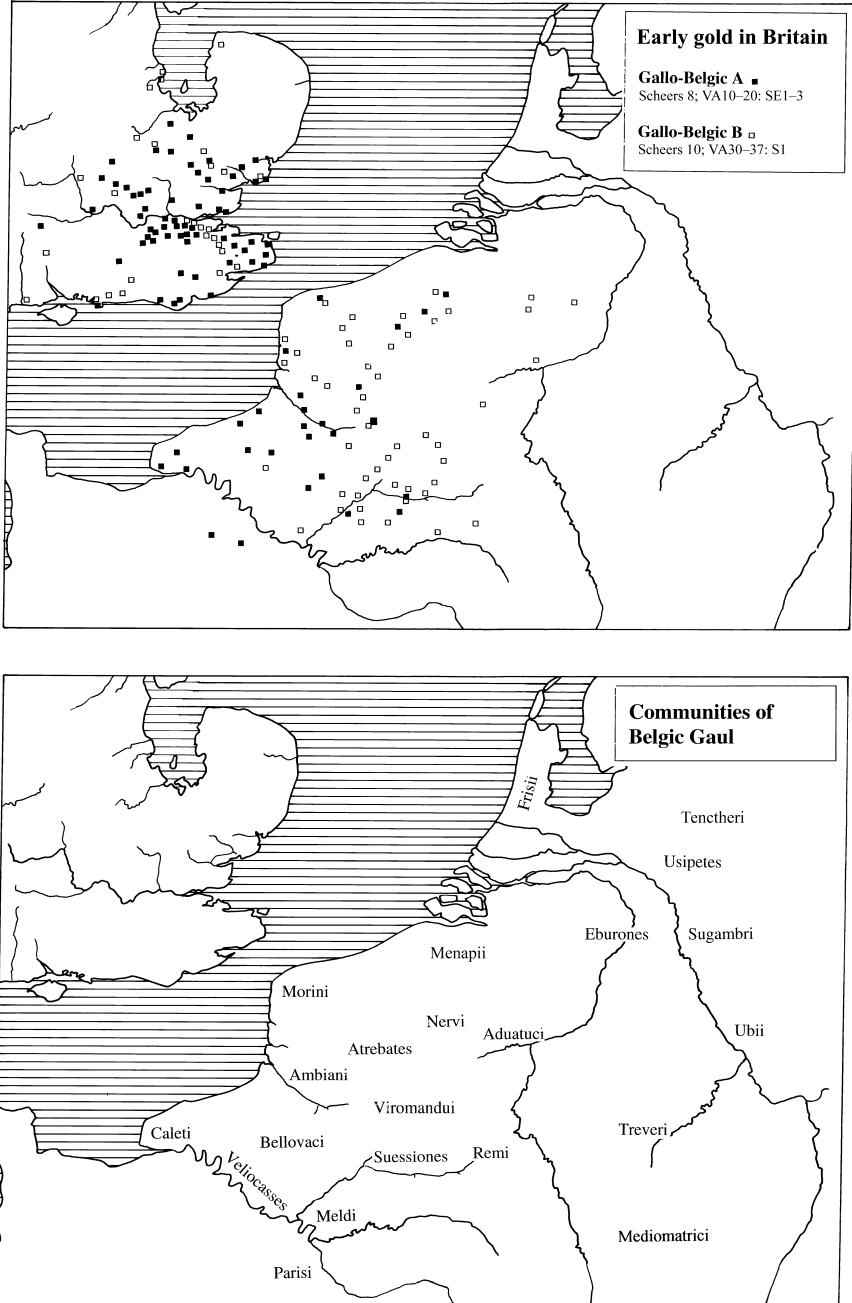 Early gold in Britain
Gallo-Belgic A ■
Scheers 8; VA10–20: SE1–3
Gallo-Belgic B □
Scheers 10; VA30–37: S1
Communities of
Belgic Gaul
Frisii
Tenctheri
Usipetes
Eburones
Sugambri
Menapii
Morini
Nervi
Aduatuci
Ubii
Atrebates
Ambiani
Viromandui
Caleti
Bellovaci
Treveri
Suessiones
Remi
Veliocasses
Meldi
Mediomatrici
Parisi